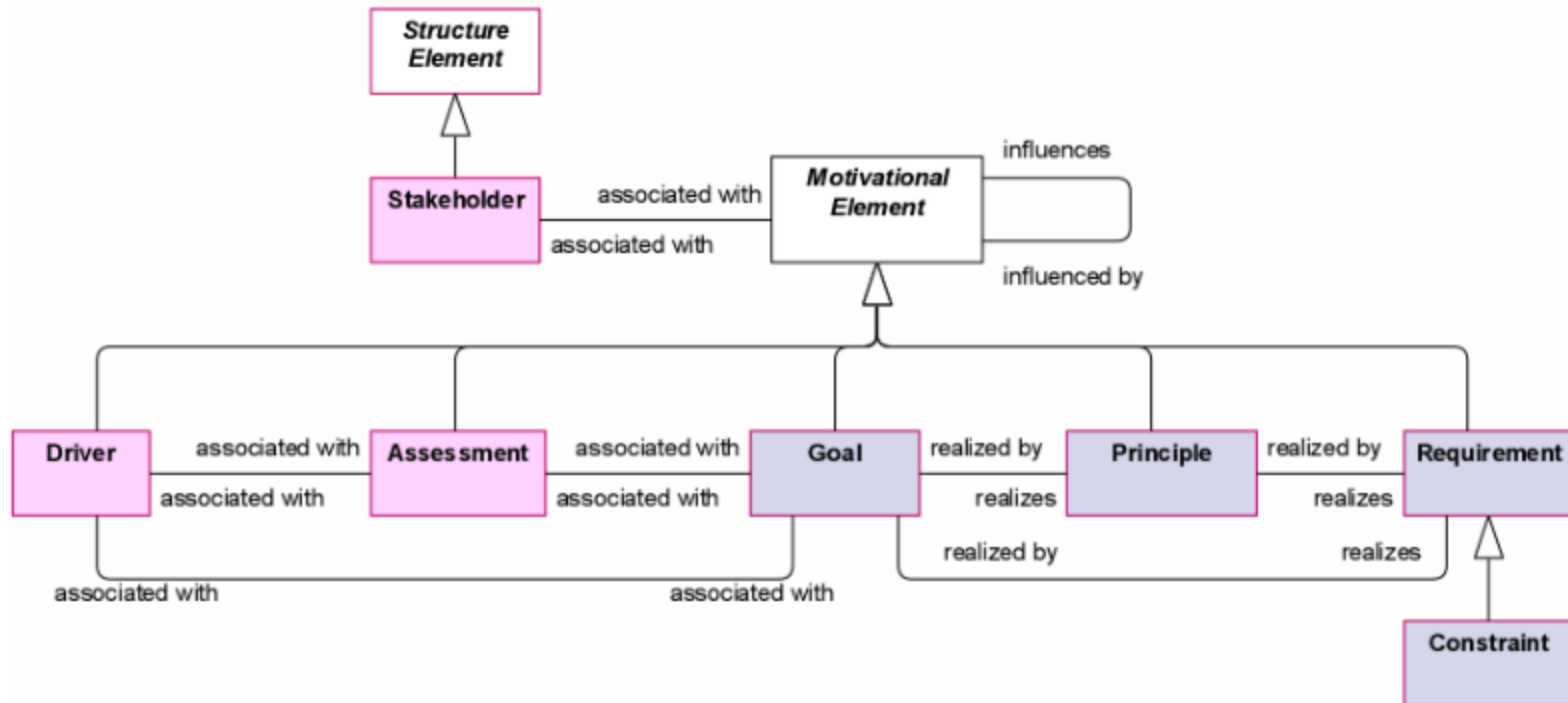 Structure
Element
Stakeholder
associated with
associated with
Motivational
Element
influences
influenced by
Driver
associated with
associated with
Assessment
associated with
associated with
Goal
realized by
realizes
Principle
realized by
realizes
Requirement
associated with
associated with
realized by
realizes
Constraint